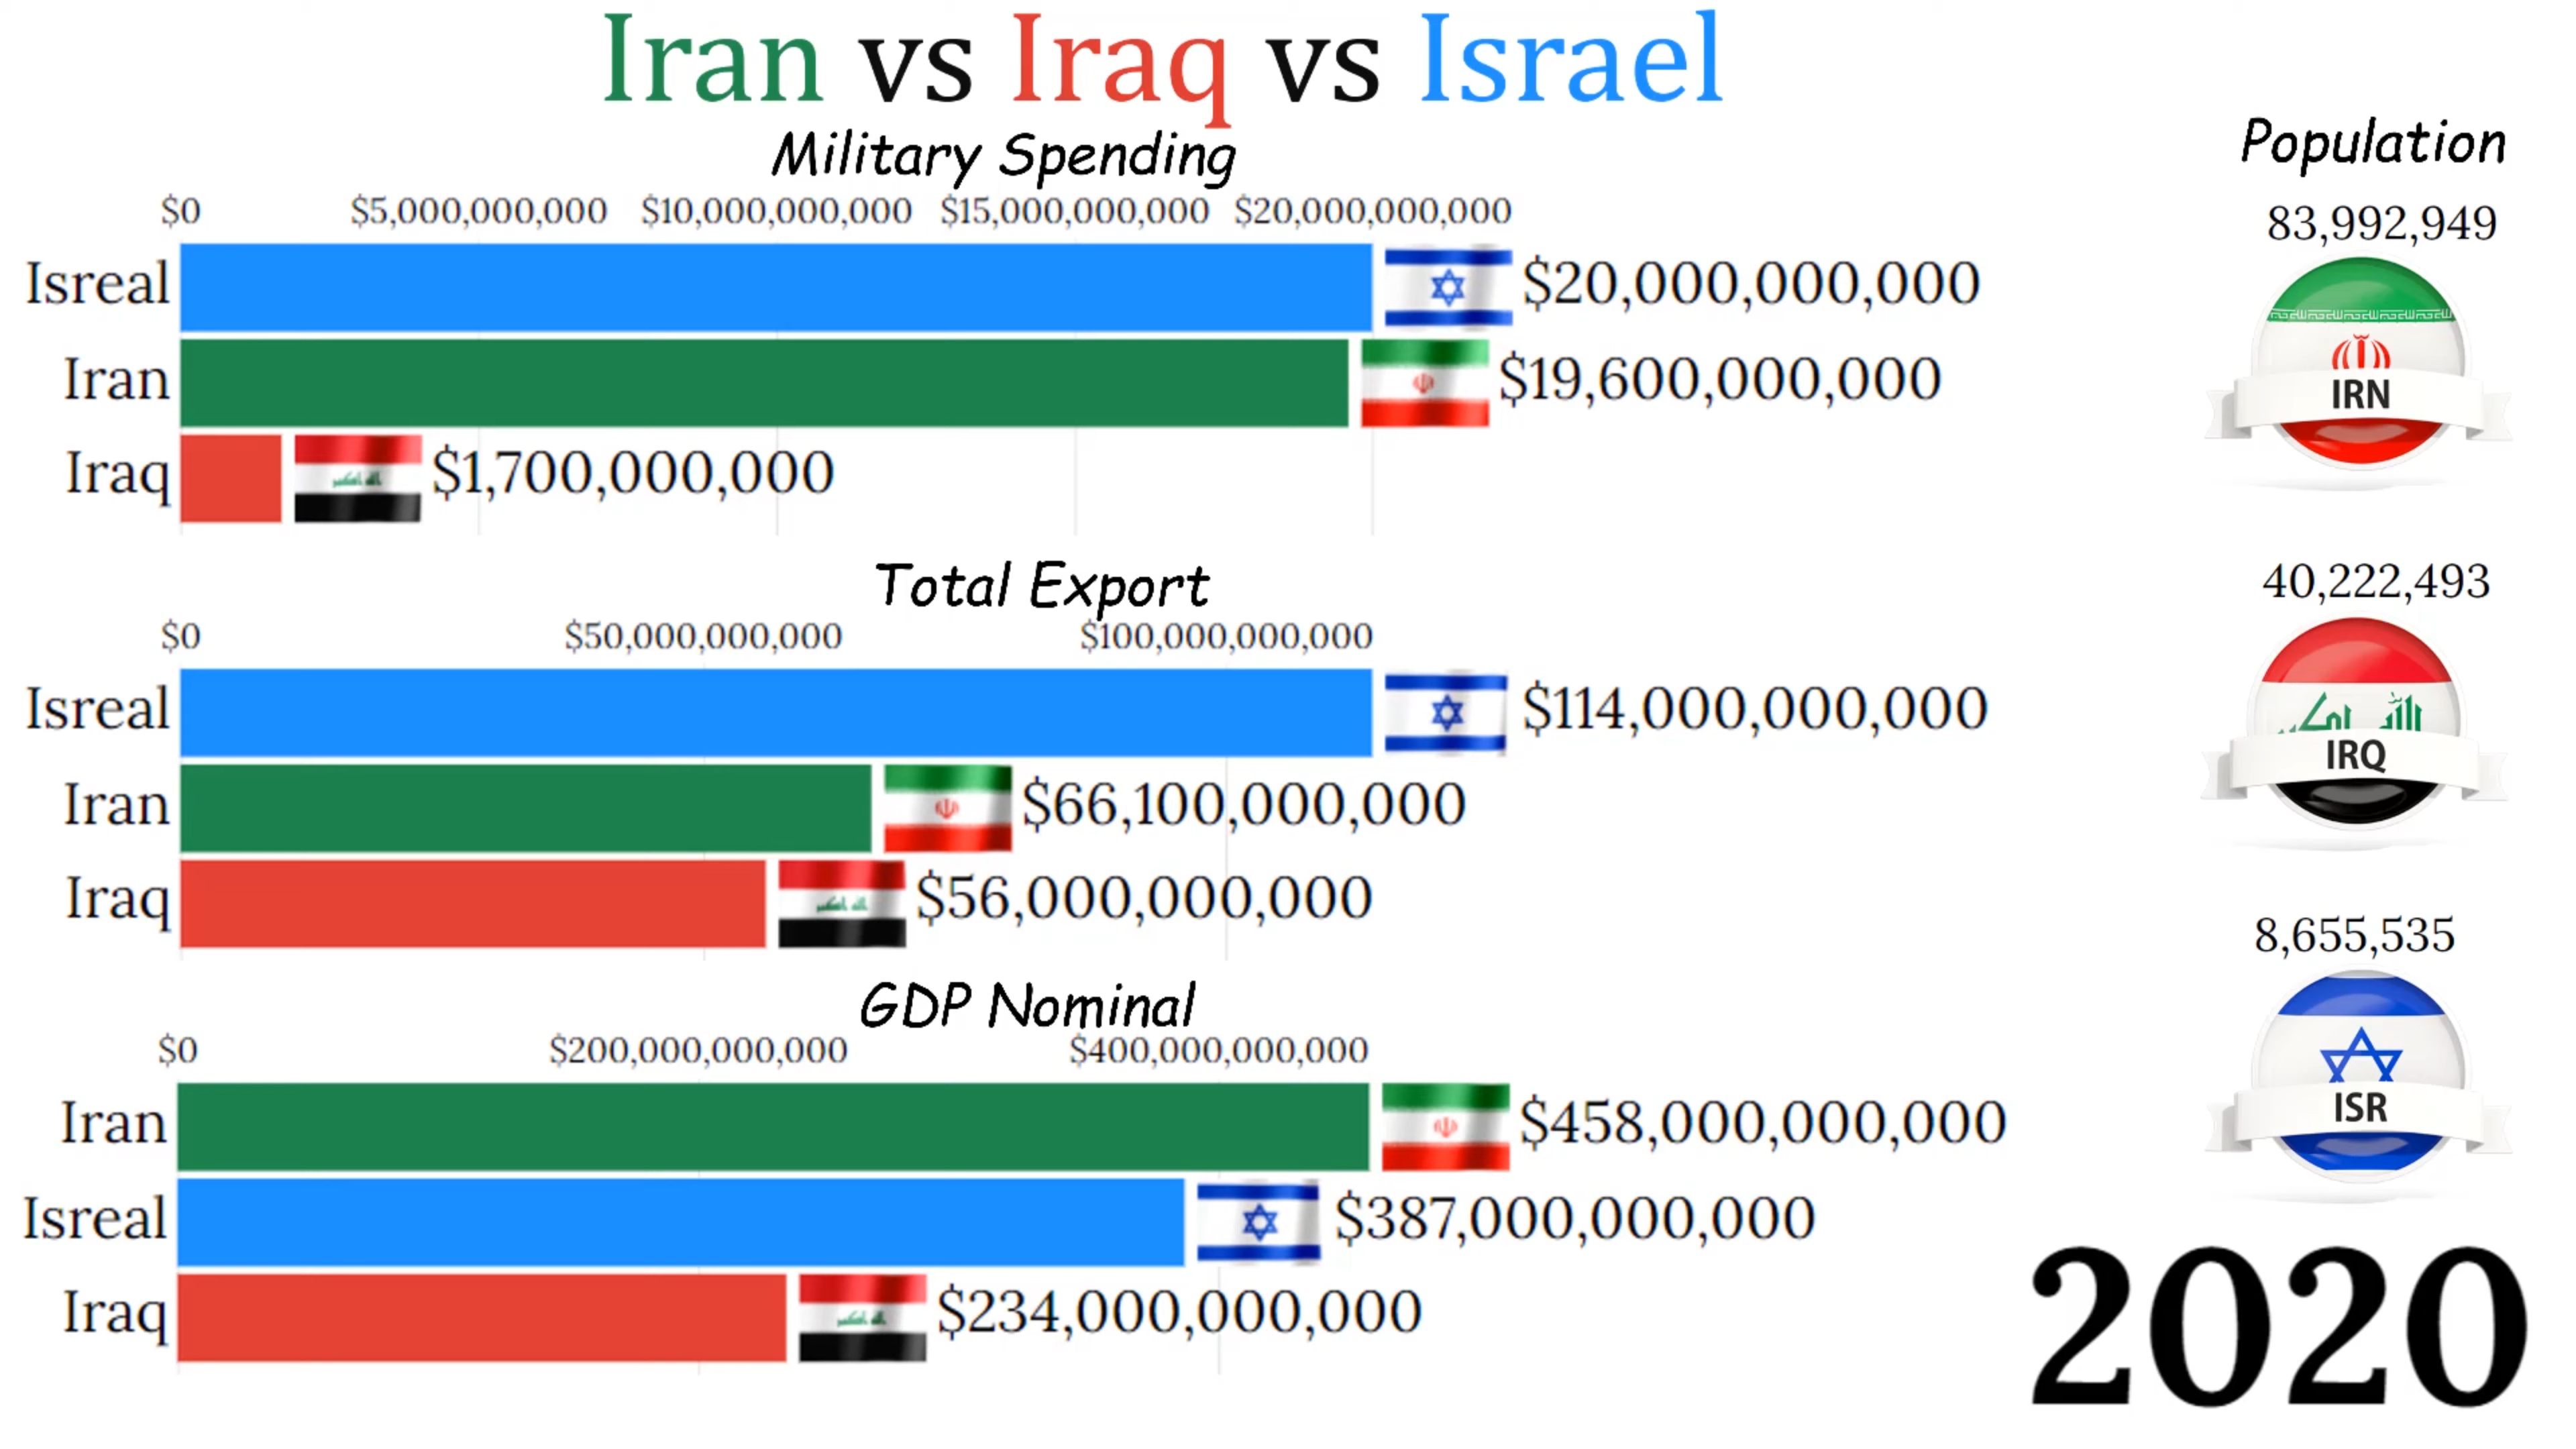 Iran vs Iraq vs Israel
Military Spending
$0 $5,000,000,000 $10,000,000,000 $15,000,000,000 $20,000,000,000
Isreal $20,000,000,000
Iran $19,600,000,000
Iraq $1,700,000,000
Total Export
$0 $50,000,000,000 $100,000,000,000
Isreal $114,000,000,000
Iran $66,100,000,000
Iraq $56,000,000,000
GDP Nominal
$0 $200,000,000,000 $400,000,000,000
Iran $458,000,000,000
Isreal $387,000,000,000
Iraq $234,000,000,000
Population
83,992,949
IRN
40,222,493
IRQ
8,655,535
ISR
2020